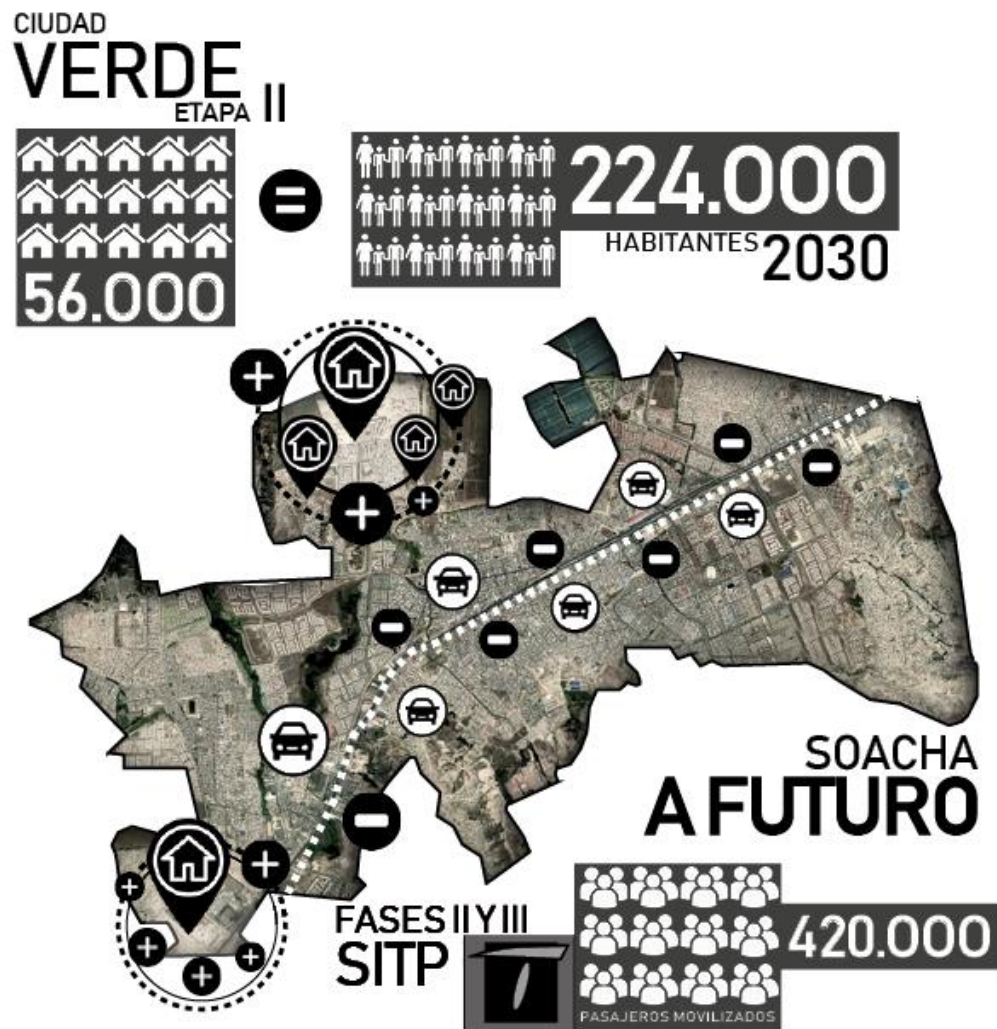 CIUDAD
VERDE
ETAPA II
56.000
224.000
HABITANTES 2030
SOACHA
A FUTURO
FASES II Y III
SITP
420.000
PASAJEROS MOVILIZADOS